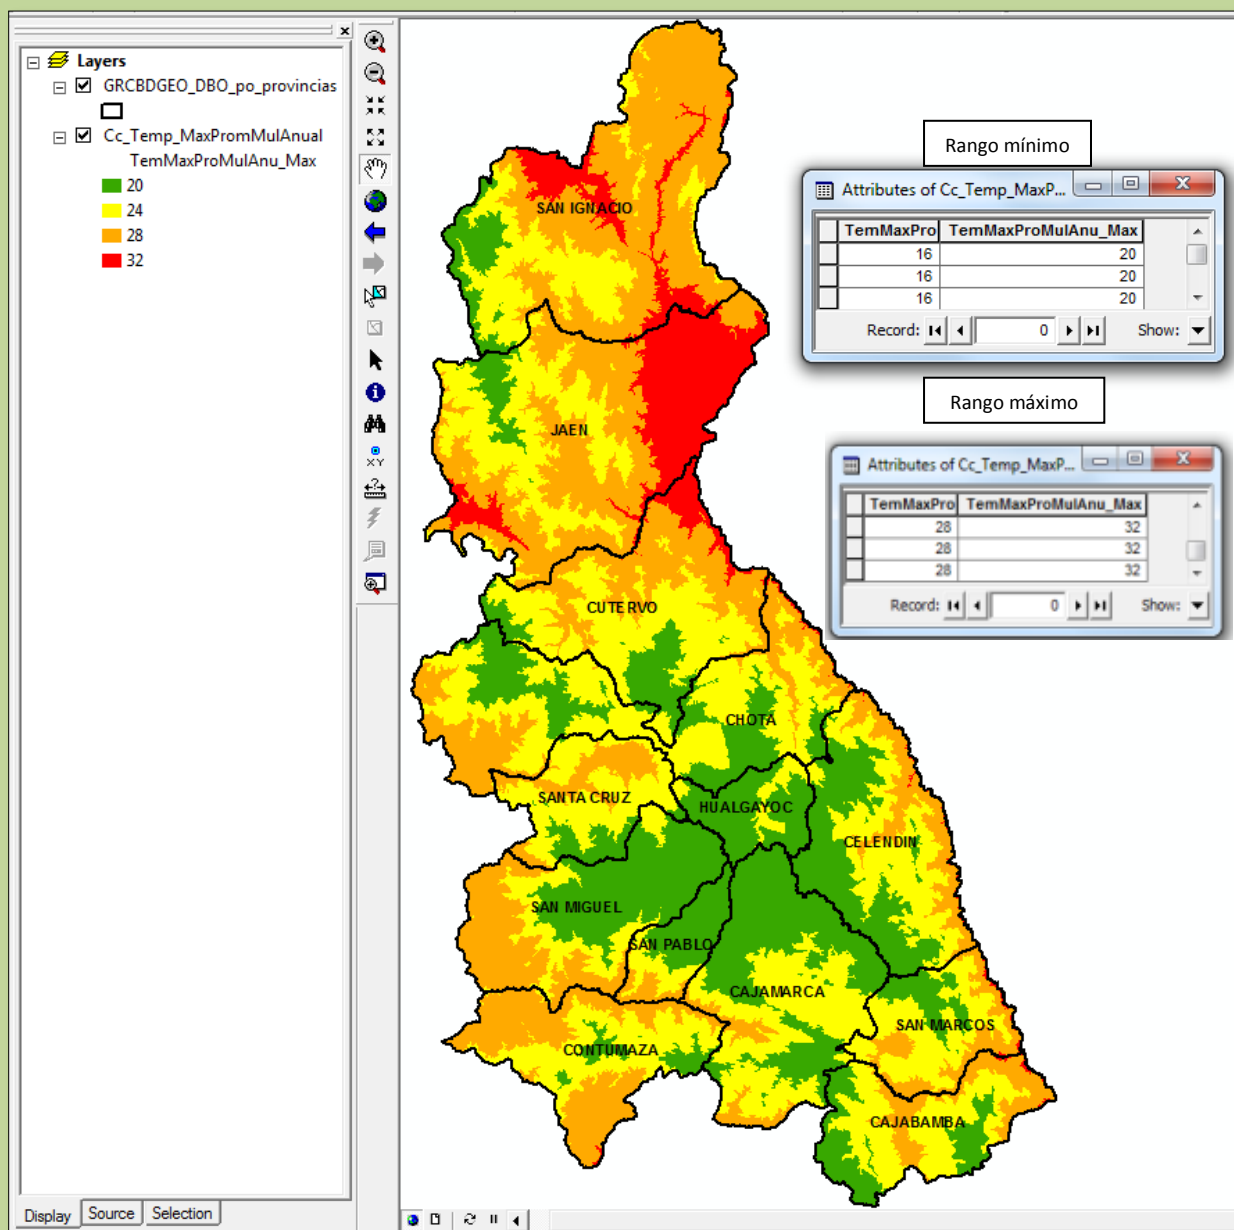 Layers
GRCBDGEO_DBO_po_provincias
Cc_Temp_MaxPromMulAnual
TemMaxProMulAnu_Max
20
24
28
32
Display
Source
Selection
XY
SAN IGNACIO
JAEN
CUTERVO
CHOTA
SANTA CRUZ
HUALGAYOC
CELENDIN
SAN MIGUEL
SAN PABLO
CAJAMARCA
SAN MARCOS
CONTUMAZA
CAJABAMBA
Rango mínimo
Attributes of Cc_Temp_MaxP...
TemMaxPro TemMaxProMulAnu_Max
16 20
16 20
16 20
Record: 0 Show:
Rango máximo
Attributes of Cc_Temp_MaxP...
TemMaxPro TemMaxProMulAnu_Max
28 32
28 32
28 32
Record: 0 Show: